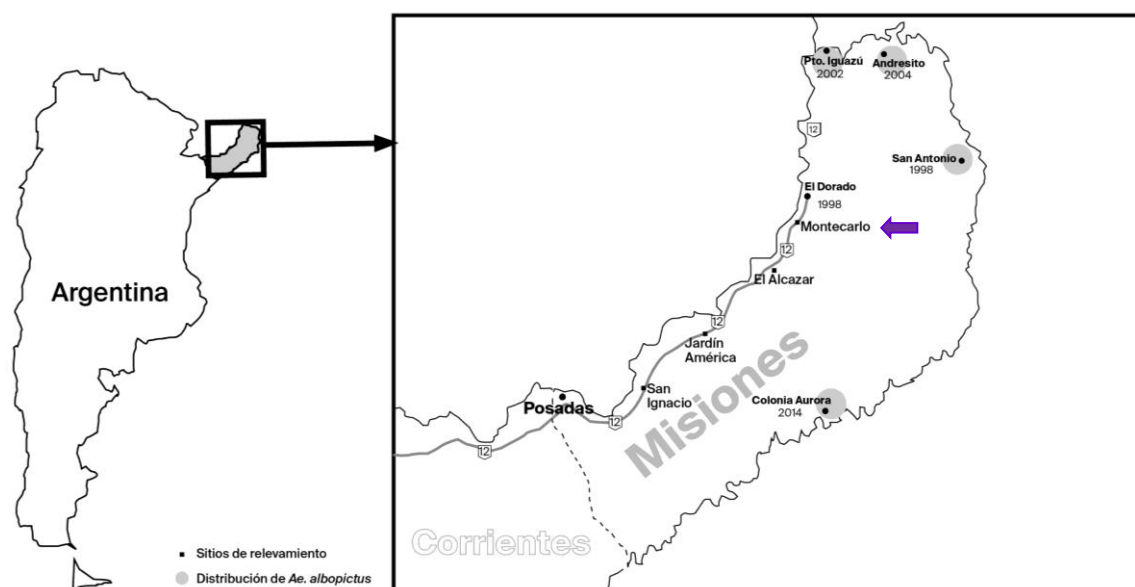 Argentina
Sitios de relevamiento
Distribución de Ae. albopictus
Pto. Iguazú
2002
Andresito
2004
12
San Antonio
1998
El Dorado
1998
Montecarlo
12
El Alcazar
12
Jardín
América
San
Ignacio
Posadas
12
12
Misiones
Colonia Aurora
2014
Corrientes